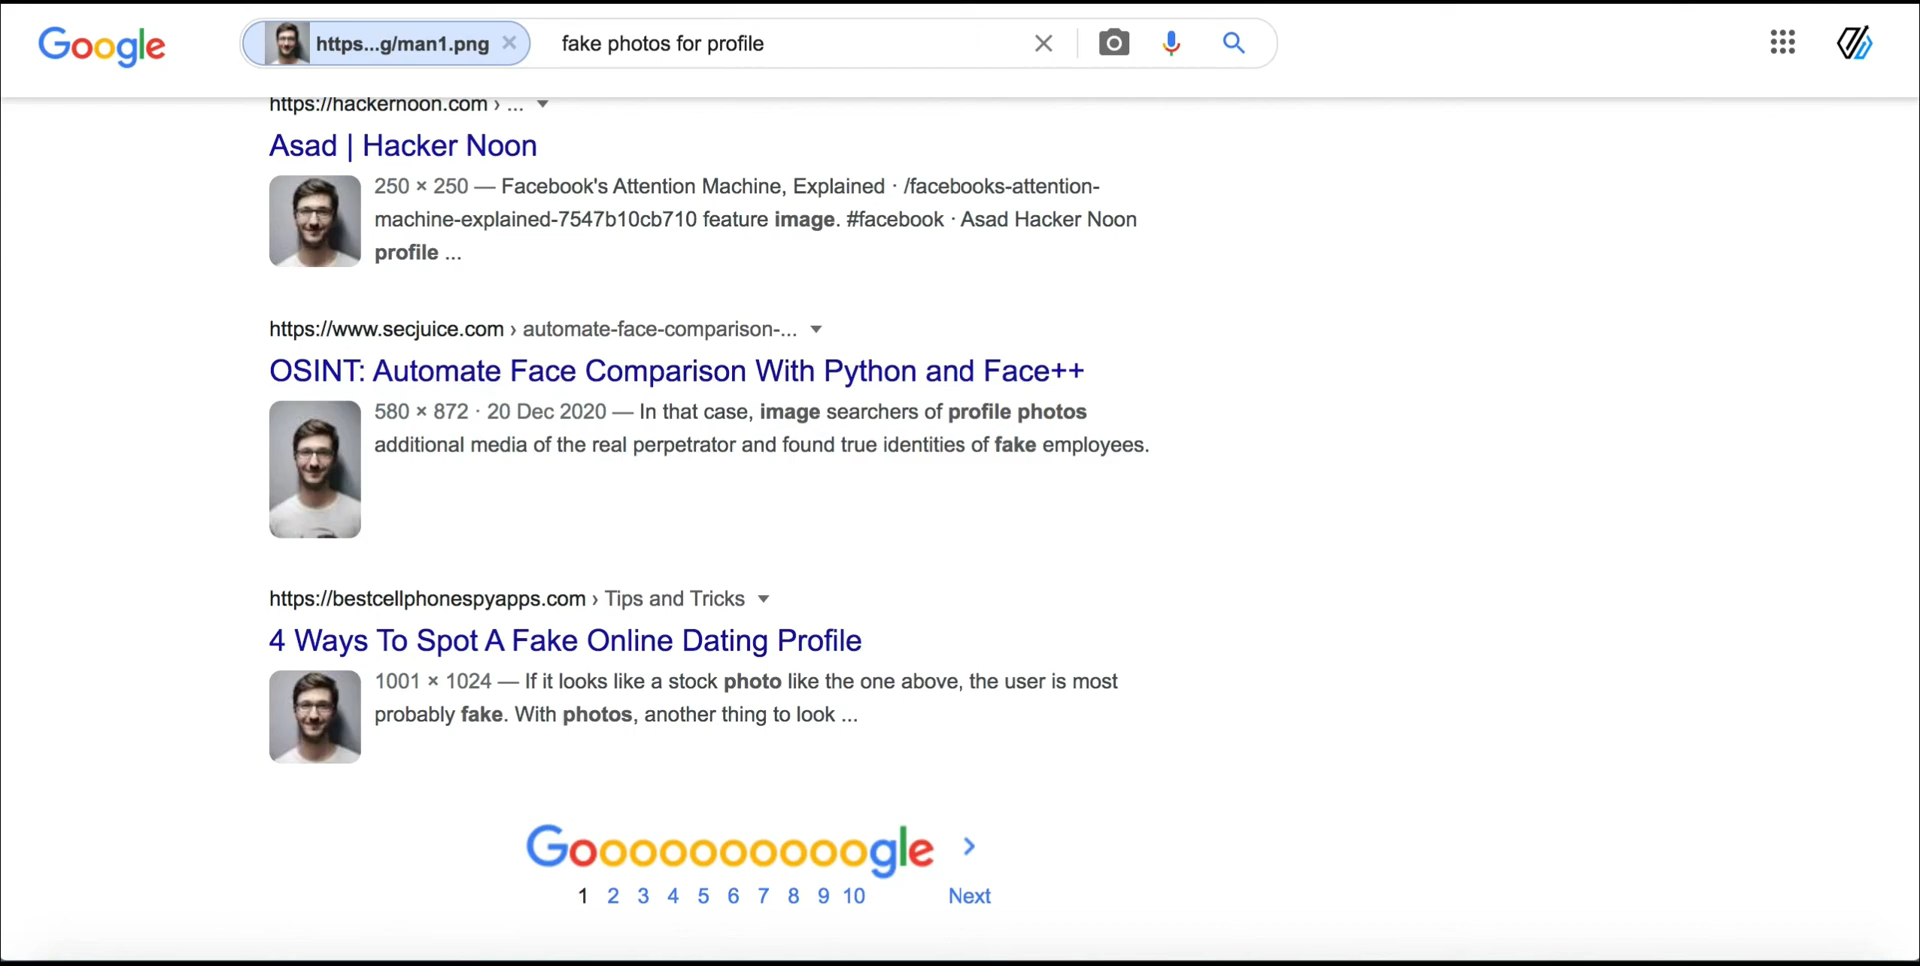 Google
https...g/man1.png × fake photos for profile
https://hackernoon.com › ...
Asad | Hacker Noon
250 × 250 — Facebook's Attention Machine, Explained · /facebooks-attention-
machine-explained-7547b10cb710 feature image. #facebook · Asad Hacker Noon
profile ...
https://www.secjuice.com › automate-face-comparison-...
OSINT: Automate Face Comparison With Python and Face++
580 × 872 · 20 Dec 2020 — In that case, image searchers of profile photos
additional media of the real perpetrator and found true identities of fake employees.
https://bestcellphonespyapps.com › Tips and Tricks
4 Ways To Spot A Fake Online Dating Profile
1001 × 1024 — If it looks like a stock photo like the one above, the user is most
probably fake. With photos, another thing to look ...
Goooooooooogle >
1 2 3 4 5 6 7 8 9 10 Next